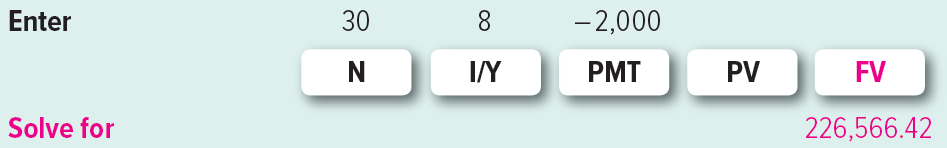 Enter 30 8 –2,000
N I/Y PMT PV FV
Solve for 226,566.42